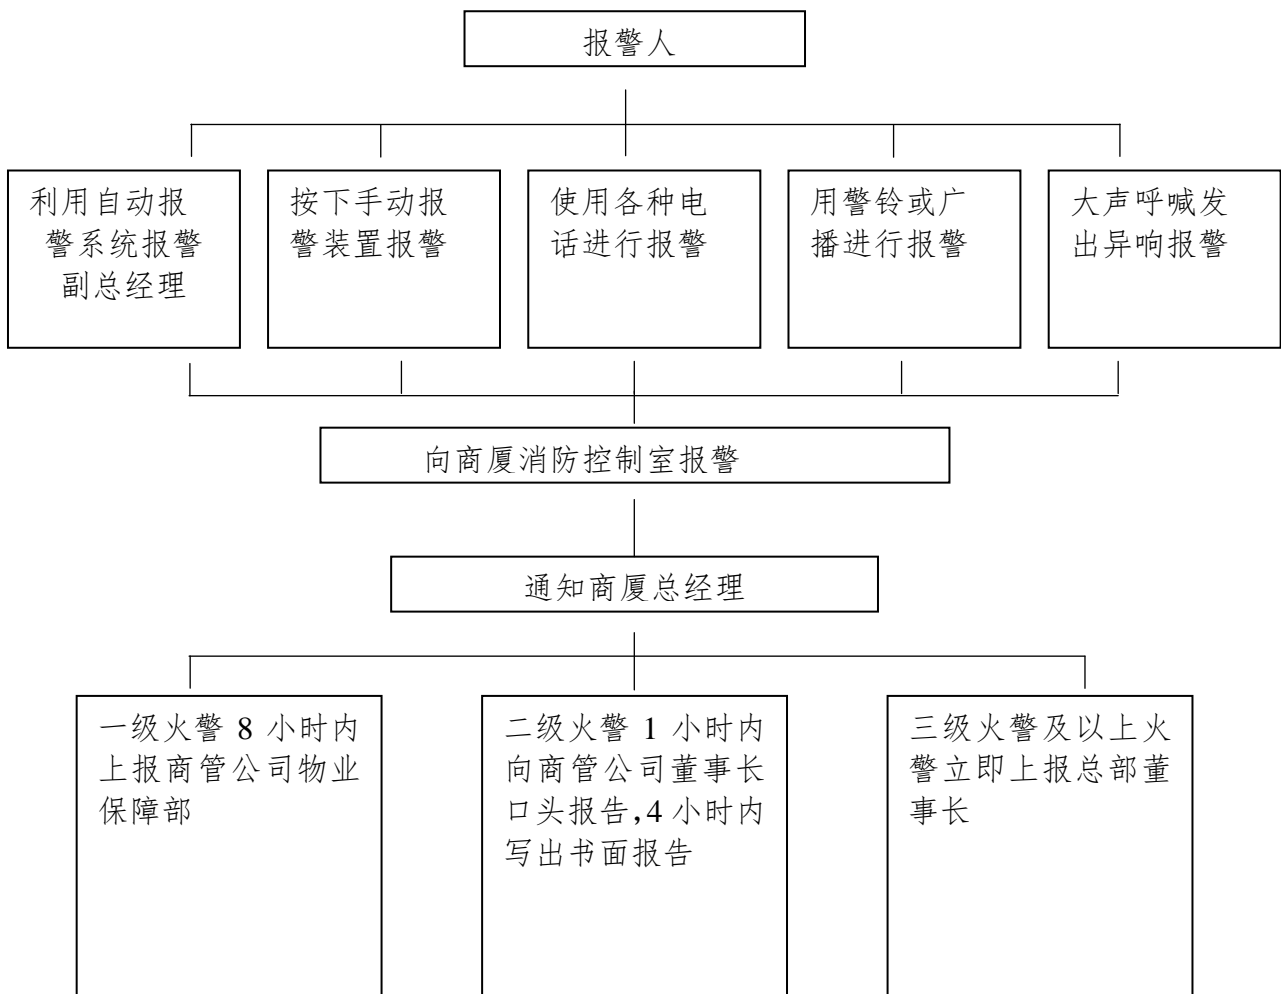 报警人
利用自动报
警系统报警
副总经理
按下手动报
警装置报警
使用各种电
话进行报警
用警铃或广
播进行报警
大声呼喊发
出异响报警
向商厦消防控制室报警
通知商厦总经理
一级火警 8 小时内
上报商管公司物业
保障部
二级火警 1 小时内
向商管公司董事长
口头报告,4 小时内
写出书面报告
三级火警及以上火
警立即上报总部董
事长